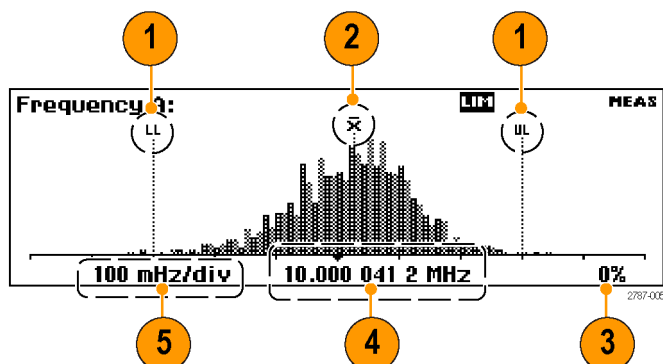 1 2 1
Frequency A: LIM MEAS
LL x̄ UL
100 mHz/div 10.000 041 2 MHz 0%
2787-005
5 4 3